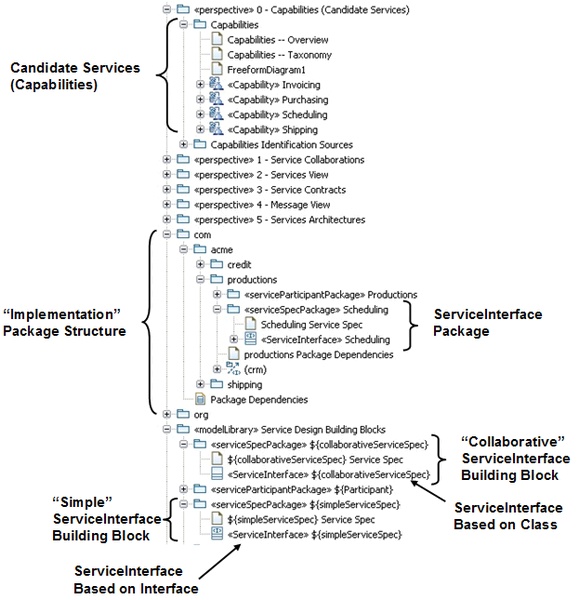 «perspective» 0 - Capabilities (Candidate Services)
Capabilities
Capabilities -- Overview
Capabilities -- Taxonomy
FreeformDiagram1
Candidate Services
(Capabilities)
«Capability» Invoicing
«Capability» Purchasing
«Capability» Scheduling
«Capability» Shipping
Capabilities Identification Sources
«perspective» 1 - Service Collaborations
«perspective» 2 - Services View
«perspective» 3 - Service Contracts
«perspective» 4 - Message View
«perspective» 5 - Services Architectures
com
acme
credit
productions
"Implementation"
Package Structure
«serviceParticipantPackage» Productions
«serviceSpecPackage» Scheduling
Scheduling Service Spec
«ServiceInterface» Scheduling
ServiceInterface
Package
productions Package Dependencies
(crm)
shipping
Package Dependencies
org
«modelLibrary» Service Design Building Blocks
«serviceSpecPackage» ${collaborativeServiceSpec}
${collaborativeServiceSpec} Service Spec
«ServiceInterface» ${collaborativeServiceSpec}
“Collaborative”
ServiceInterface
Building Block
«serviceParticipantPackage» ${Participant}
«serviceSpecPackage» ${simpleServiceSpec}
${simpleServiceSpec} Service Spec
«ServiceInterface» ${simpleServiceSpec}
“Simple”
ServiceInterface
Building Block
ServiceInterface
Based on Class
ServiceInterface
Based on Interface